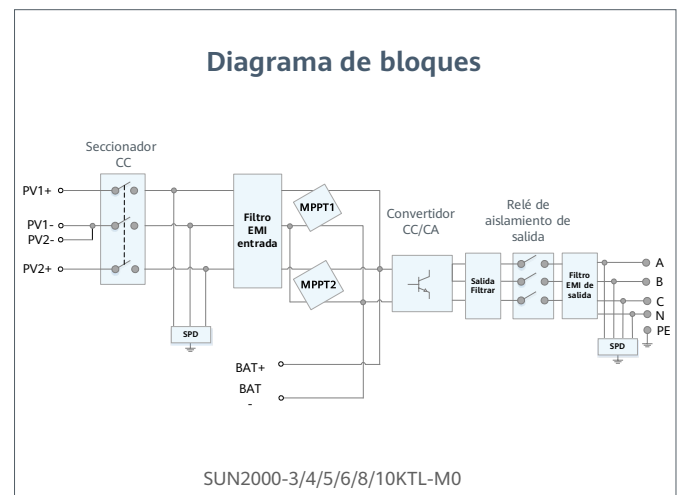 Diagrama de bloques
Seccionador
CC
PV1+
PV1-
PV2-
PV2+
SPD
Filtro
EMI
entrada
MPPT1
MPPT2
BAT+
BAT
-
Convertidor
CC/CA
Salida
Filtrar
Relé de
aislamiento de
salida
Filtro
EMI de
salida
A
B
C
N
PE
SPD
SUN2000-3/4/5/6/8/10KTL-M0